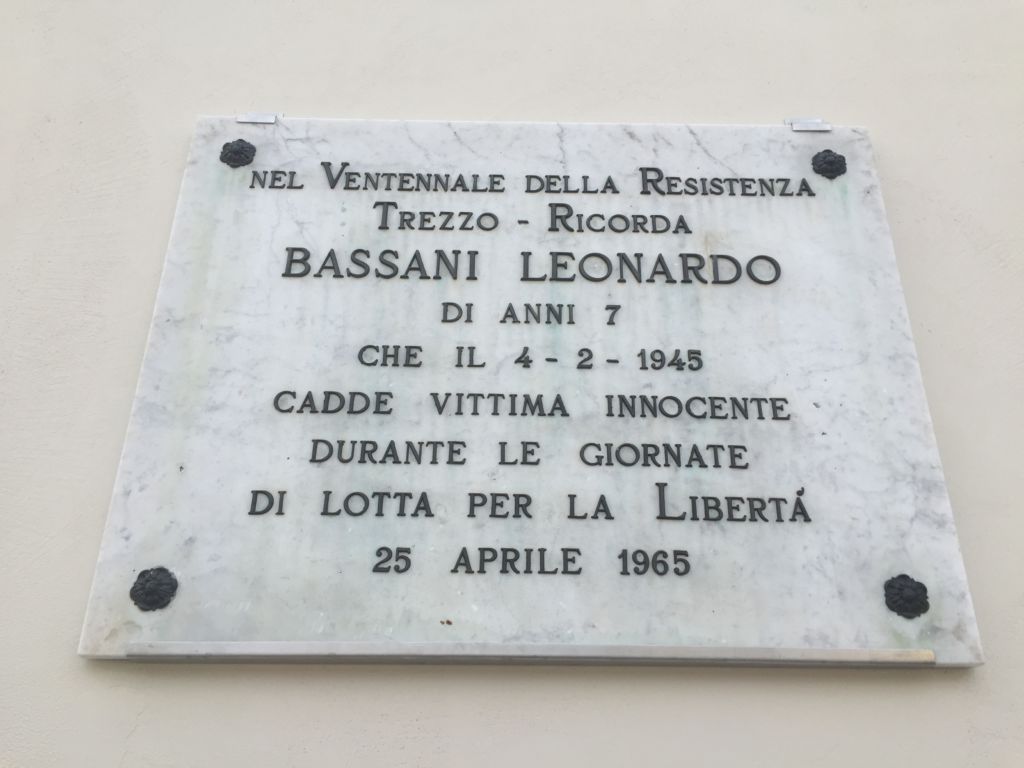 NEL VENTENNALE DELLA RESISTENZA
TREZZO - RICORDA
BASSANI LEONARDO
DI ANNI 7
CHE IL 4 - 2 - 1945
CADDE VITTIMA INNOCENTE
DURANTE LE GIORNATE
DI LOTTA PER LA LIBERTÁ
25 APRILE 1965